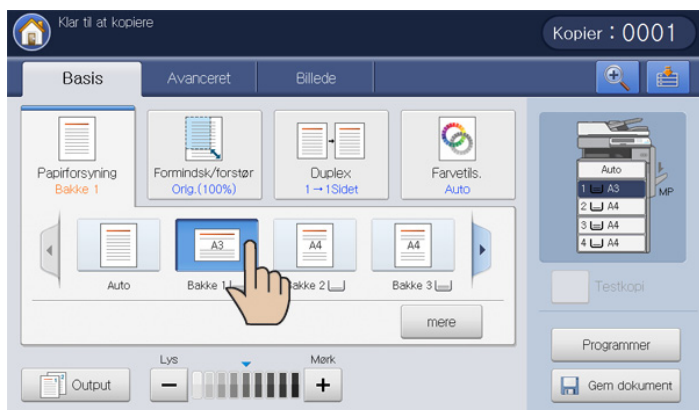 Klar til at kopiere
Kopier : 0001
Basis
Avanceret
Billede
Papirforsyning
Bakke 1
Formindsk/forstør
Orig.(100%)
Duplex
1 → 1Sidet
Farvetils.
Auto
A3
A4
A4
Auto
Bakke 1
Bakke 2
Bakke 3
mere
Lys
Mørk
Output
Auto
1 A3
2 A4
3 A4
4 A4
MP
Testkopi
Programmer
Gem dokument